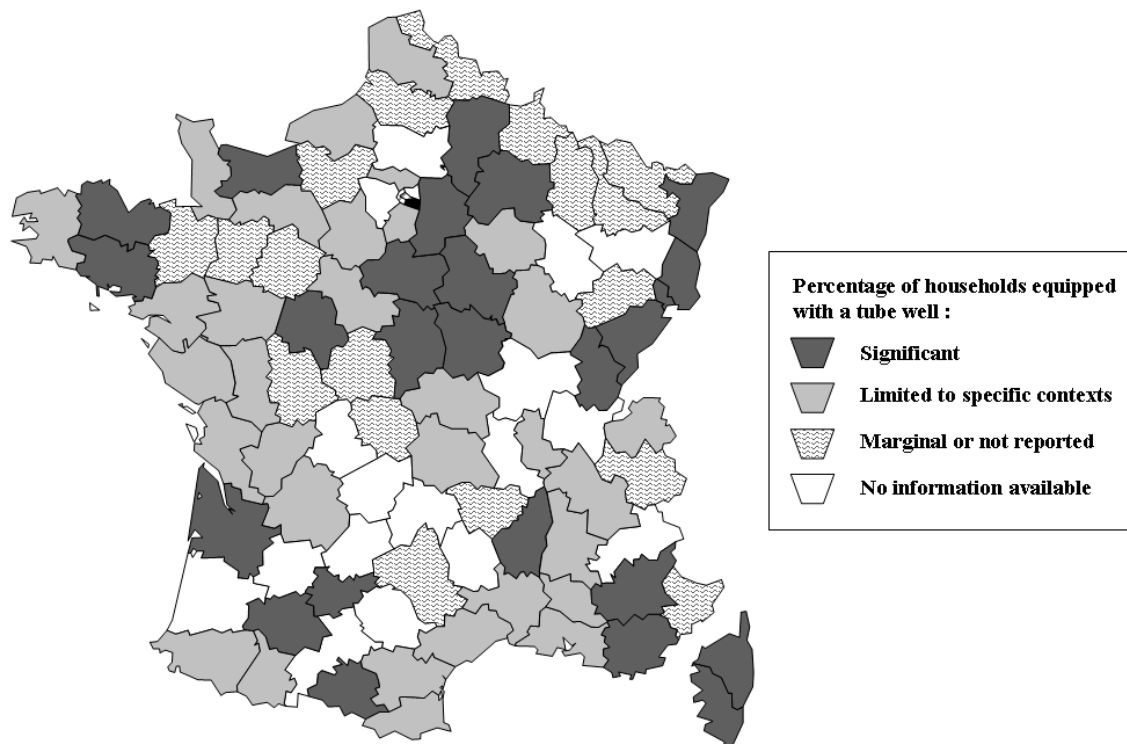 Percentage of households equipped
with a tube well :
Significant
Limited to specific contexts
Marginal or not reported
No information available